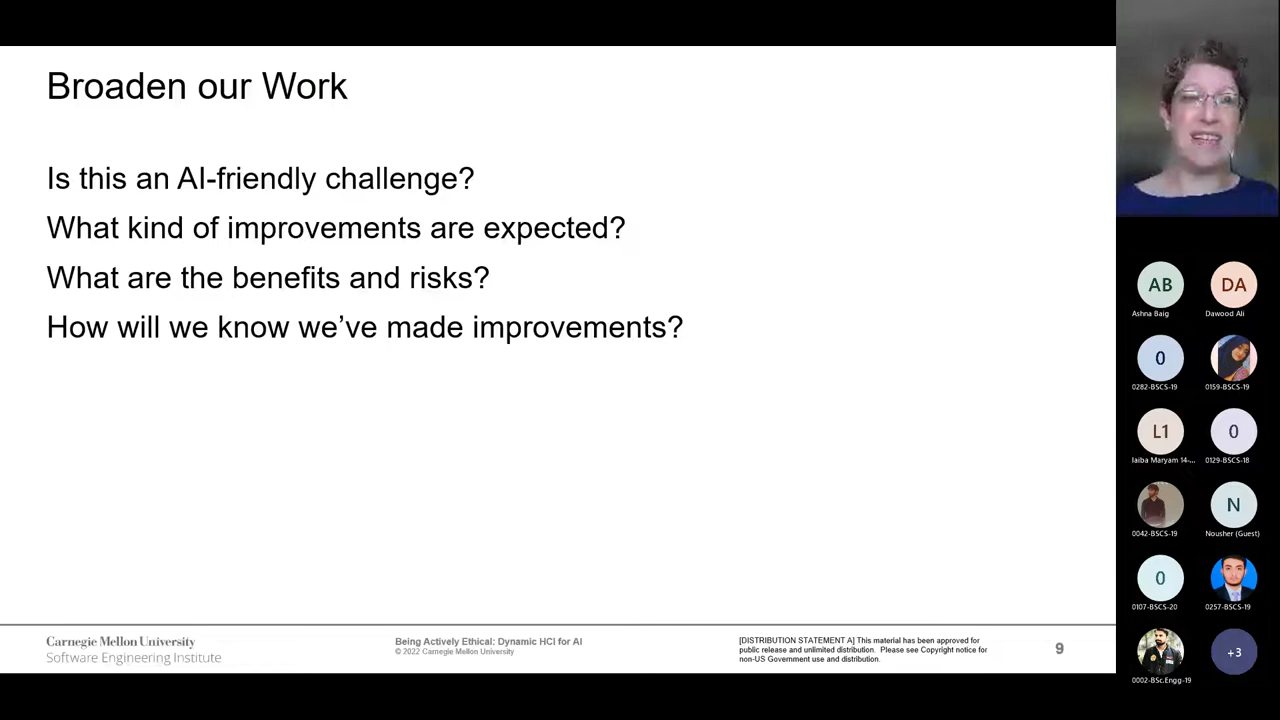 Broaden our Work
Is this an AI-friendly challenge?
What kind of improvements are expected?
What are the benefits and risks?
How will we know we've made improvements?
Carnegie Mellon University
Software Engineering Institute
Being Actively Ethical: Dynamic HCI for AI
© 2022 Carnegie Mellon University
[DISTRIBUTION STATEMENT A] This material has been approved for
public release and unlimited distribution. Please see Copyright notice for
non-US Government use and distribution.
9
AB
DA
Ashna Baig
Dawood Ali
0
0282-BSCS-19
0159-BSCS-19
L1
0
laiba Maryam 14-...
0129-BSCS-18
N
0042-BSCS-19
Nousher (Guest)
0
0107-BSCS-20
0257-BSCS-19
+3
0002-BSc.Engg-19